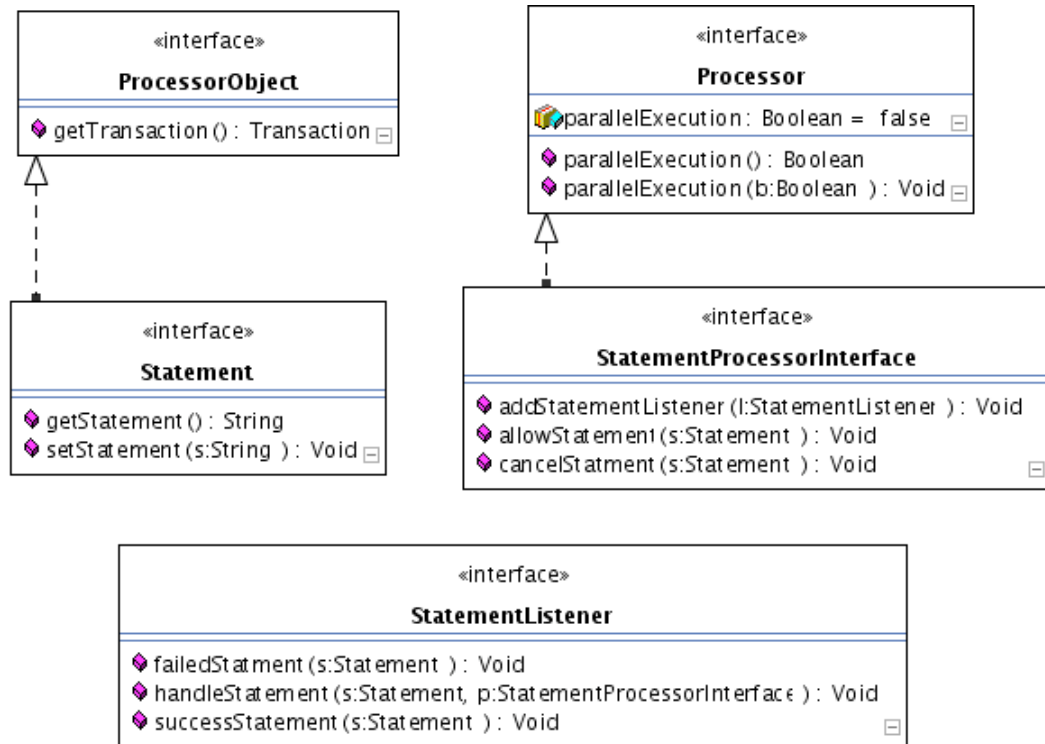 «interface»
ProcessorObject
getTransaction(): Transaction
«interface»
Processor
parallelExecution: Boolean = false
parallelExecution(): Boolean
parallelExecution(b:Boolean ): Void
«interface»
Statement
getStatement(): String
setStatement(s:String ): Void
«interface»
StatementProcessorInterface
addStatementListener(l:StatementListener ): Void
allowStatement(s:Statement ): Void
cancelStatment(s:Statement ): Void
«interface»
StatementListener
failedStatment(s:Statement ): Void
handleStatement(s:Statement, p:StatementProcessorInterface ): Void
successStatement(s:Statement ): Void